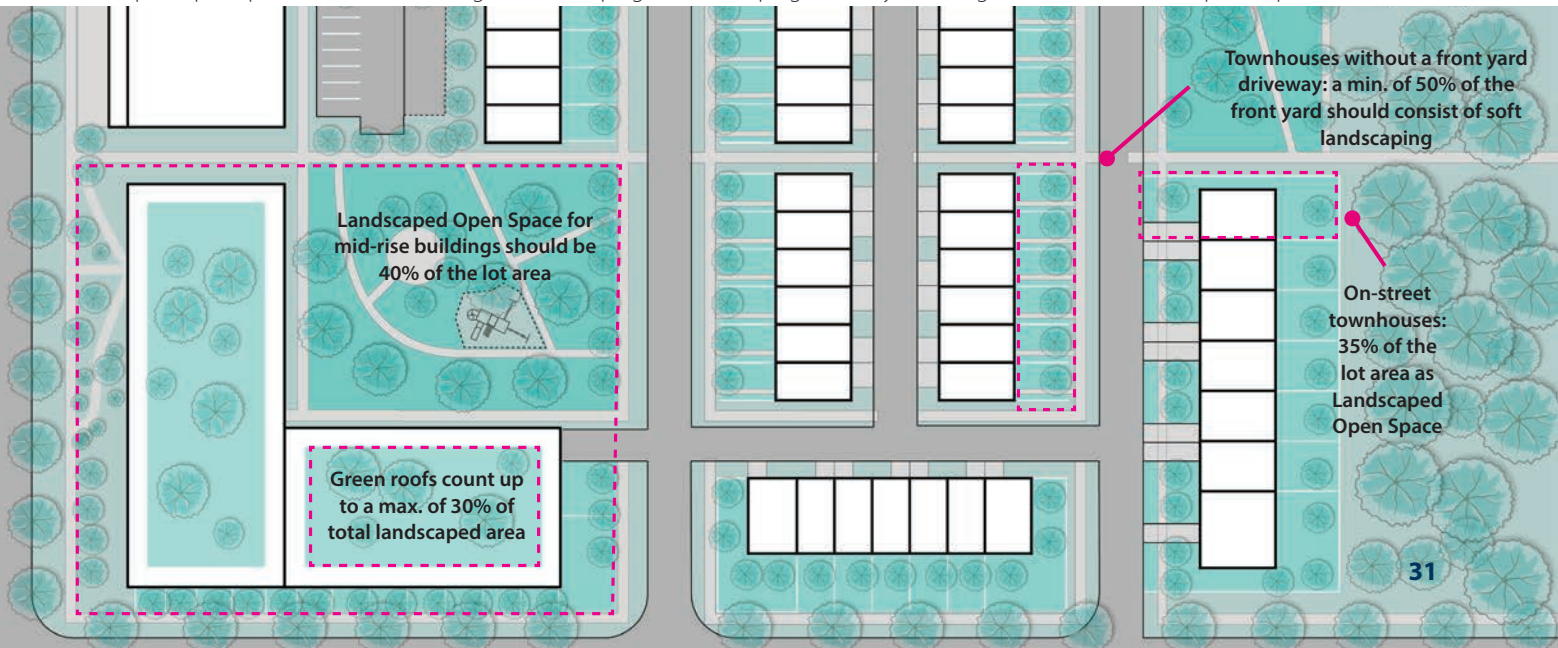 Townhouses without a front yard
driveway: a min. of 50% of the
front yard should consist of soft
landscaping
Landscaped Open Space for
mid-rise buildings should be
40% of the lot area
On-street
townhouses:
35% of the
lot area as
Landscaped
Open Space
Green roofs count up
to a max. of 30% of
total landscaped area
31